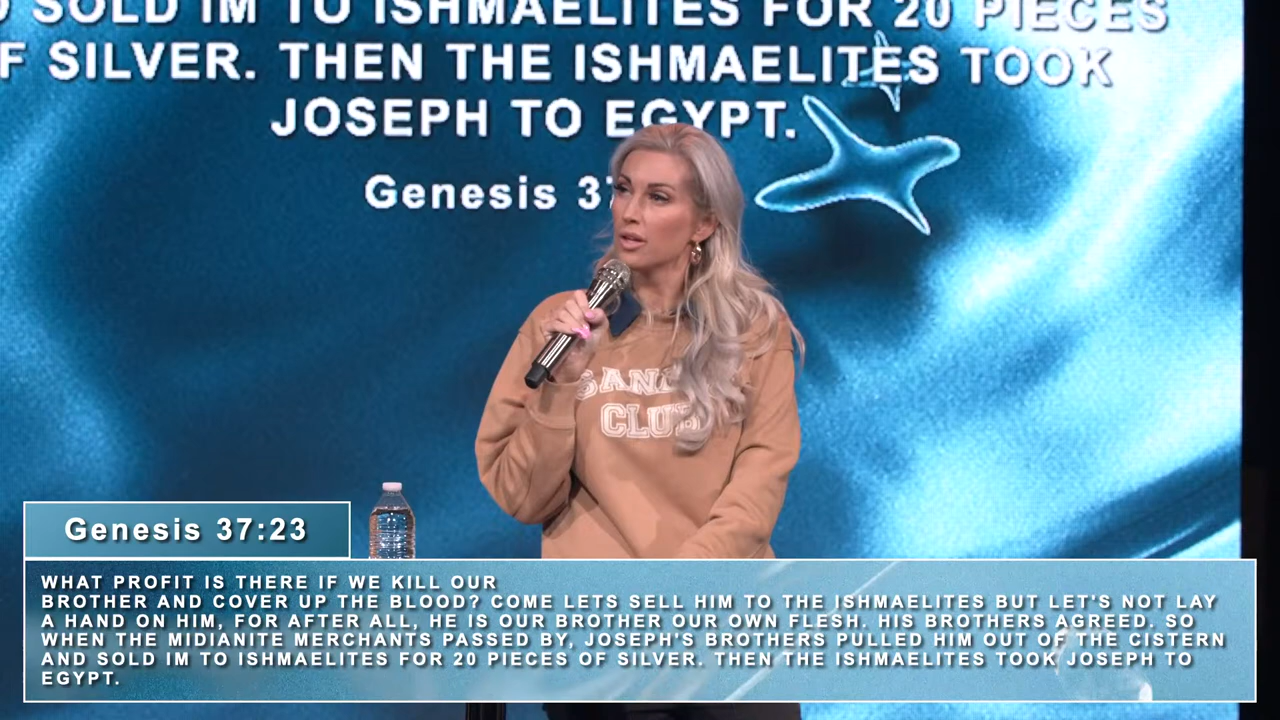 SOLD IM TO ISHMAELITES FOR 20 PIECES
F SILVER. THEN THE ISHMAELITES TOOK
JOSEPH TO EGYPT.
Genesis 37
CLUB
Genesis 37:23
WHAT PROFIT IS THERE IF WE KILL OUR
BROTHER AND COVER UP THE BLOOD? COME LETS SELL HIM TO THE ISHMAELITES BUT LET'S NOT LAY
A HAND ON HIM, FOR AFTER ALL, HE IS OUR BROTHER OUR OWN FLESH. HIS BROTHERS AGREED. SO
WHEN THE MIDIANITE MERCHANTS PASSED BY, JOSEPH'S BROTHERS PULLED HIM OUT OF THE CISTERN
AND SOLD IM TO ISHMAELITES FOR 20 PIECES OF SILVER. THEN THE ISHMAELITES TOOK JOSEPH TO
EGYPT.